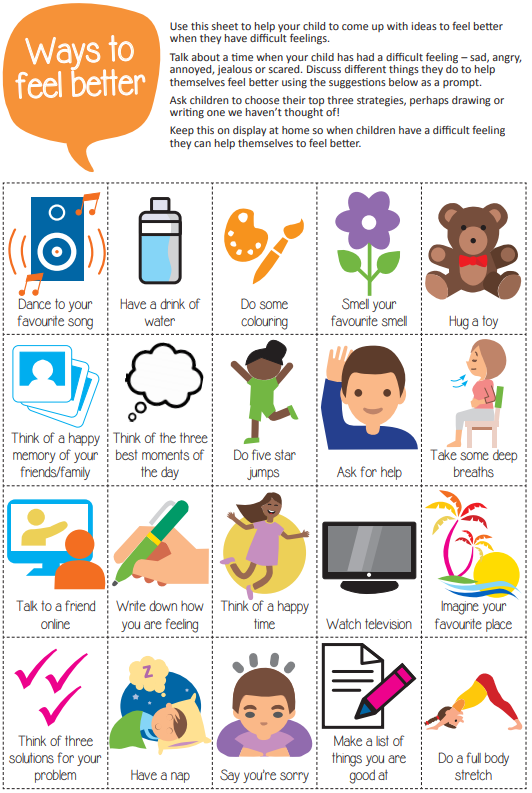 Ways to
feel better
Use this sheet to help your child to come up with ideas to feel better
when they have difficult feelings.
Talk about a time when your child has had a difficult feeling – sad, angry,
annoyed, jealous or scared. Discuss different things they do to help
themselves feel better using the suggestions below as a prompt.
Ask children to choose their top three strategies, perhaps drawing or
writing one we haven't thought of!
Keep this on display at home so when children have a difficult feeling
they can help themselves to feel better.
Dance to your
favourite song
Have a drink of
water
Do some
colouring
Smell your
favourite smell
Hug a toy
Think of a happy
memory of your
friends/family
Think of the three
best moments of
the day
Do five star
jumps
Ask for help
Take some deep
breaths
Talk to a friend
online
Write down how
you are feeling
Think of a happy
time
Watch television
Imagine your
favourite place
Think of three
solutions for your
problem
Z
Have a nap
Say you're sorry
Make a list of
things you are
good at
Do a full body
stretch